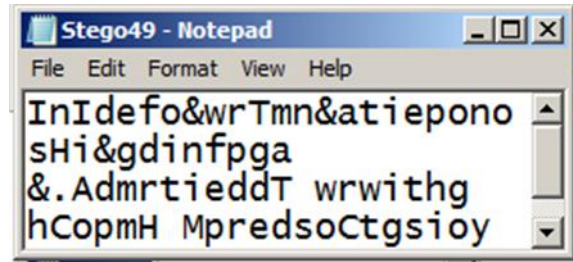 Stego49 - Notepad
File Edit Format View Help
InIdefo&wrTmn&atiepono
sHi&gdinfpga
&.AdmrtieddT wrwithg
hCopmH MpredsoCtgsioy